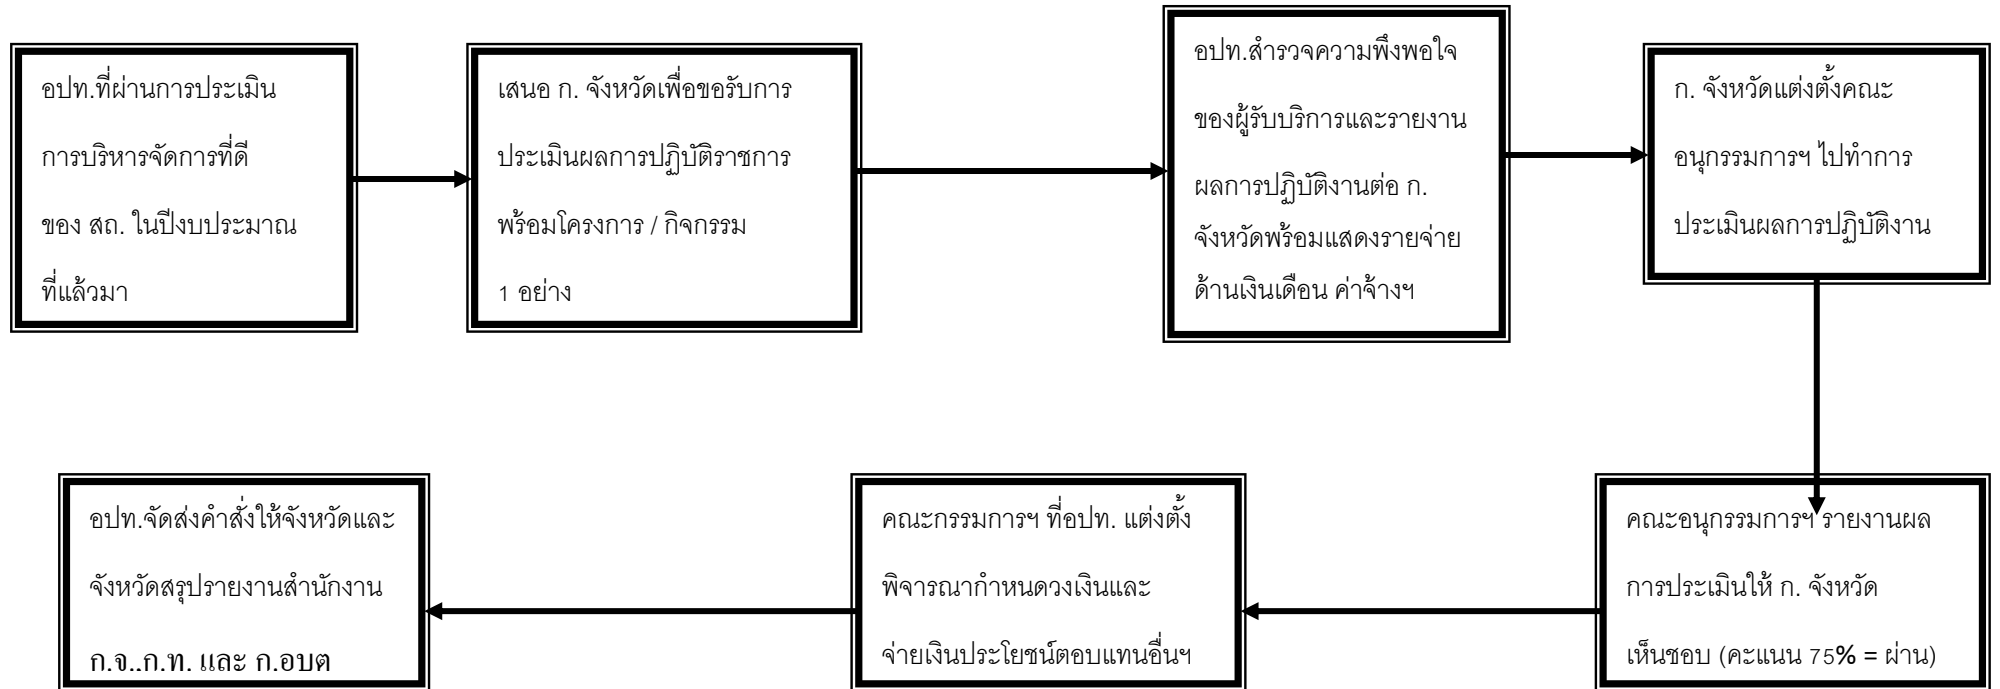 อปท.ที่ผ่านการประเมิน
การบริหารจัดการที่ดี
ของ สถ. ในปีงบประมาณ
ที่แล้วมา
เสนอ ก. จังหวัดเพื่อขอรับการ
ประเมินผลการปฏิบัติราชการ
พร้อมโครงการ / กิจกรรม
1 อย่าง
อปท.สำรวจความพึงพอใจ
ของผู้รับบริการและรายงาน
ผลการปฏิบัติงานต่อ ก.
จังหวัดพร้อมแสดงรายจ่าย
ด้านเงินเดือน ค่าจ้างฯ
ก. จังหวัดแต่งตั้งคณะ
อนุกรรมการฯ ไปทำการ
ประเมินผลการปฏิบัติงาน
คณะอนุกรรมการฯ รายงานผล
การประเมินให้ ก. จังหวัด
เห็นชอบ (คะแนน 75% = ผ่าน)
คณะกรรมการฯ ที่อปท. แต่งตั้ง
พิจารณากำหนดวงเงินและ
จ่ายเงินประโยชน์ตอบแทนอื่นฯ
อปท.จัดส่งคำสั่งให้จังหวัดและ
จังหวัดสรุปรายงานสำนักงาน
ก.จ..ก.ท. และ ก.อบต